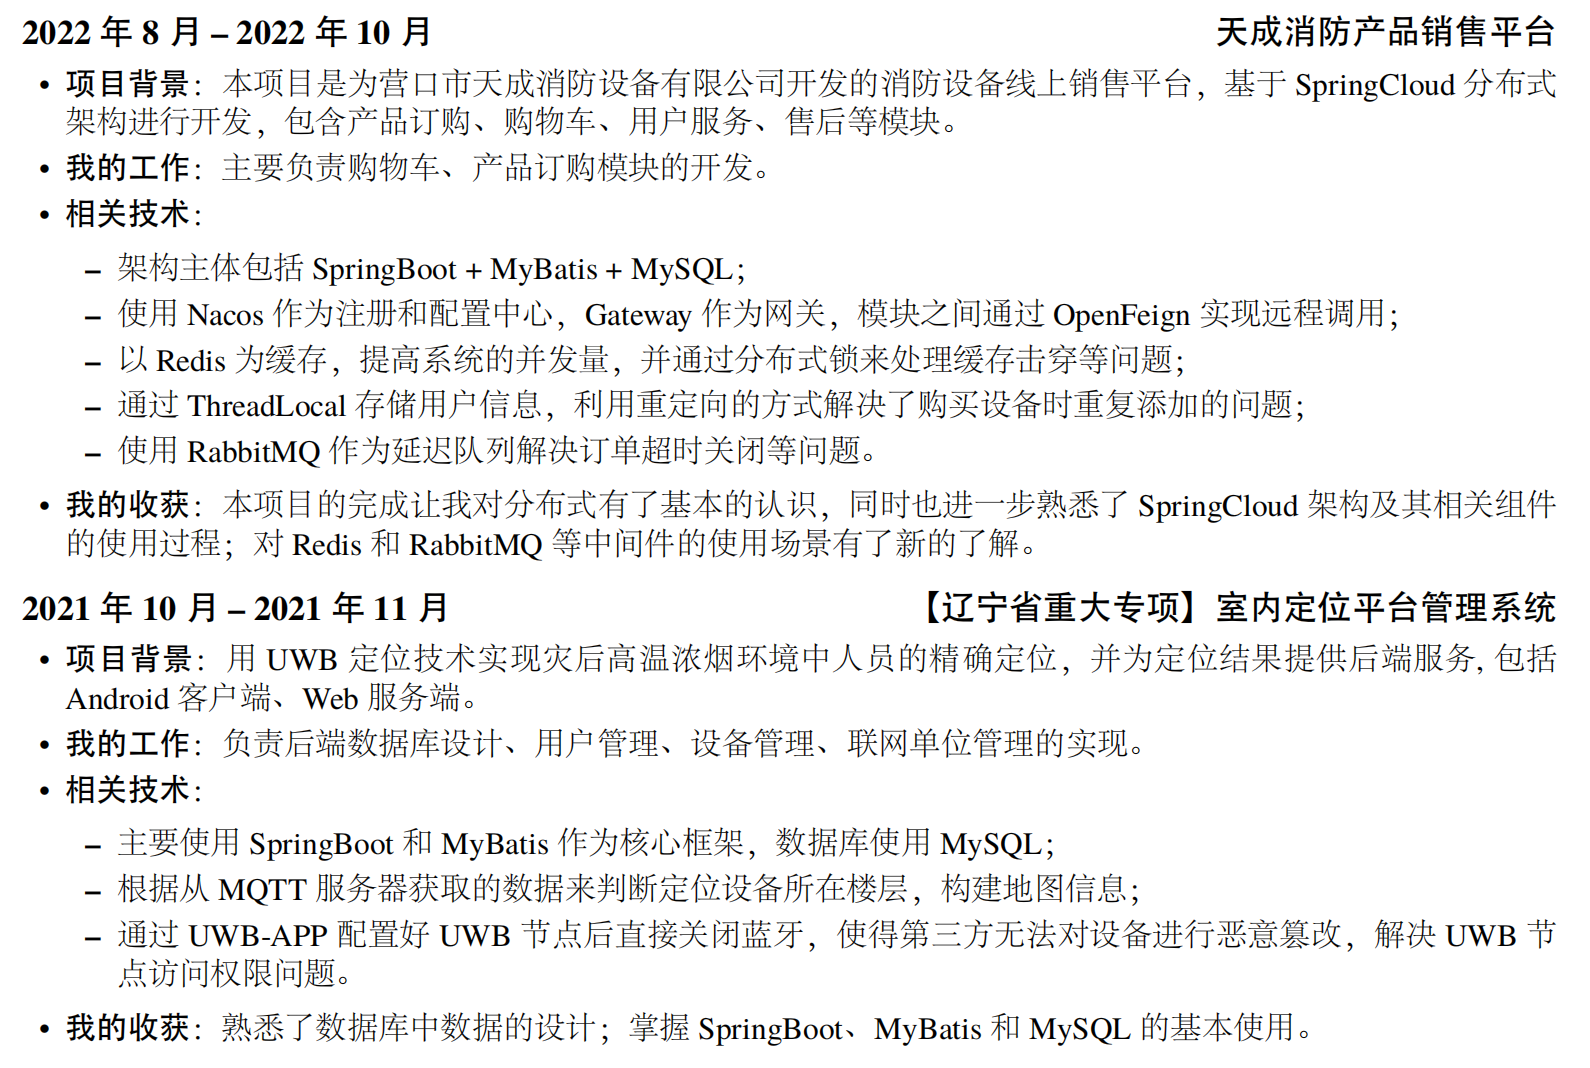 2022 年 8 月 – 2022 年 10 月 天成消防产品销售平台
• 项目背景：本项目是为营口市天成消防设备有限公司开发的消防设备线上销售平台，基于 SpringCloud 分布式
架构进行开发，包含产品订购、购物车、用户服务、售后等模块。
• 我的工作：主要负责购物车、产品订购模块的开发。
• 相关技术：
– 架构主体包括 SpringBoot + MyBatis + MySQL；
– 使用 Nacos 作为注册和配置中心，Gateway 作为网关，模块之间通过 OpenFeign 实现远程调用；
– 以 Redis 为缓存，提高系统的并发量，并通过分布式锁来处理缓存击穿等问题；
– 通过 ThreadLocal 存储用户信息，利用重定向的方式解决了购买设备时重复添加的问题；
– 使用 RabbitMQ 作为延迟队列解决订单超时关闭等问题。
• 我的收获：本项目的完成让我对分布式有了基本的认识，同时也进一步熟悉了 SpringCloud 架构及其相关组件
的使用过程；对 Redis 和 RabbitMQ 等中间件的使用场景有了新的了解。
2021 年 10 月 – 2021 年 11 月 【辽宁省重大专项】室内定位平台管理系统
• 项目背景：用 UWB 定位技术实现灾后高温浓烟环境中人员的精确定位，并为定位结果提供后端服务, 包括
Android 客户端、Web 服务端。
• 我的工作：负责后端数据库设计、用户管理、设备管理、联网单位管理的实现。
• 相关技术：
– 主要使用 SpringBoot 和 MyBatis 作为核心框架，数据库使用 MySQL；
– 根据从 MQTT 服务器获取的数据来判断定位设备所在楼层，构建地图信息；
– 通过 UWB-APP 配置好 UWB 节点后直接关闭蓝牙，使得第三方无法对设备进行恶意篡改，解决 UWB 节
点访问权限问题。
• 我的收获：熟悉了数据库中数据的设计；掌握 SpringBoot、MyBatis 和 MySQL 的基本使用。